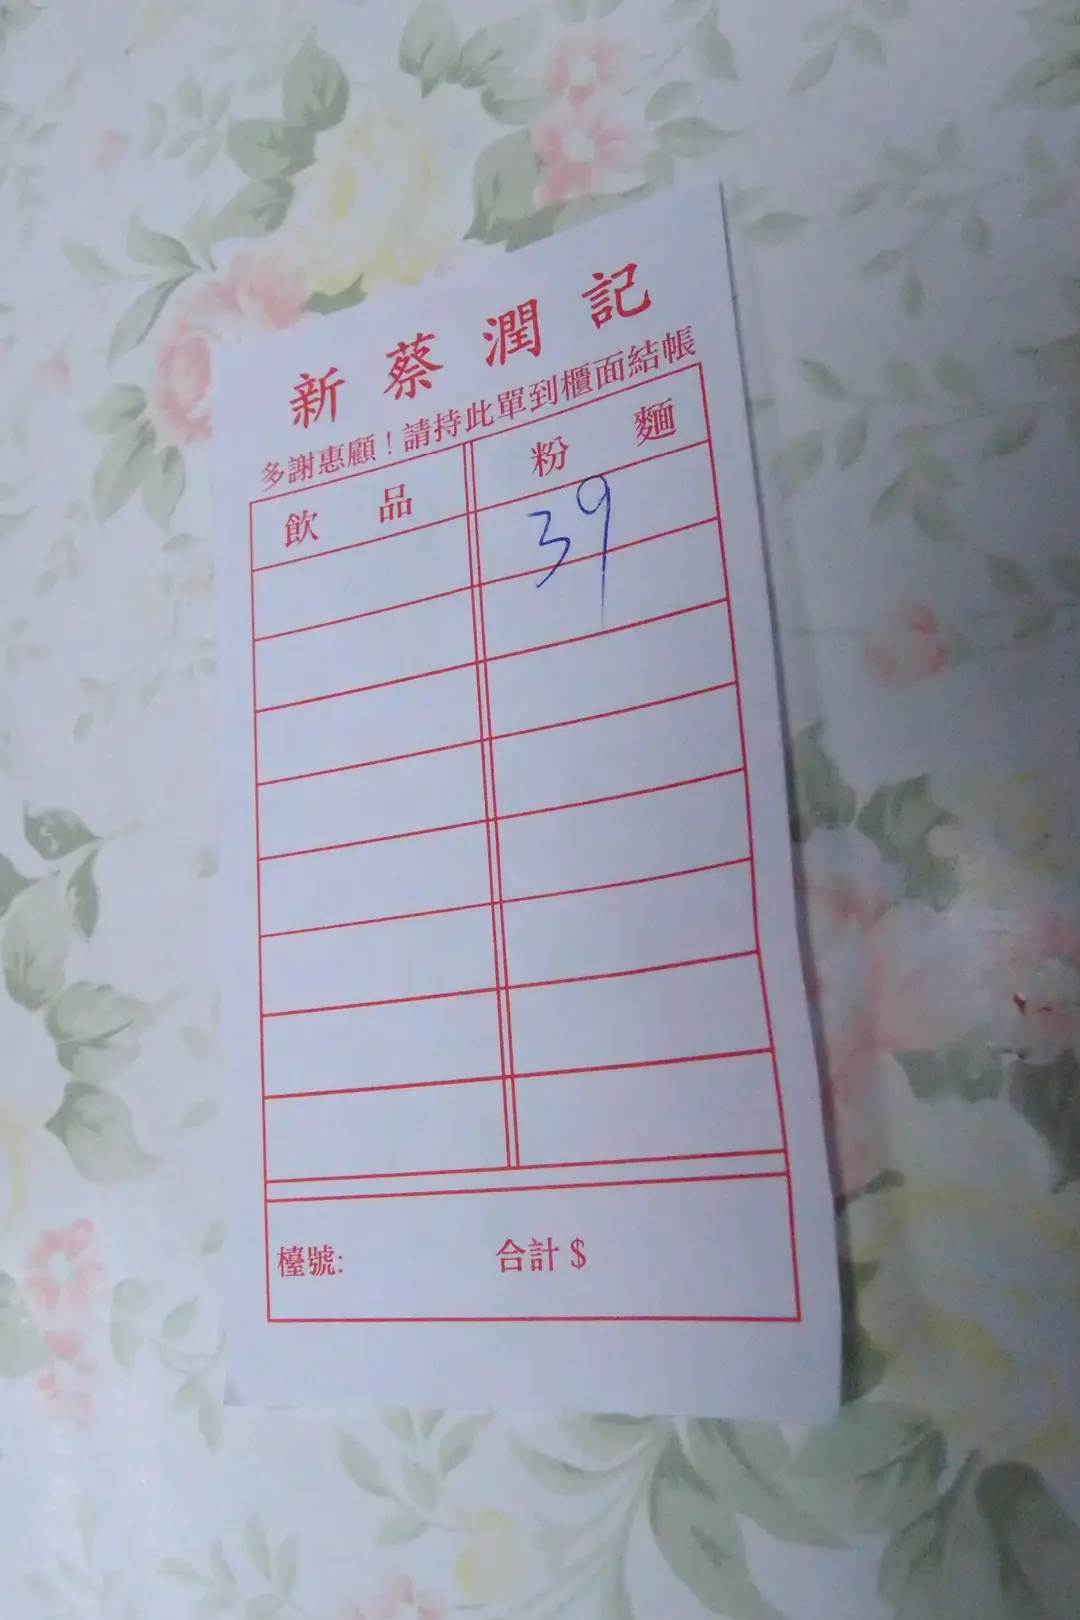 新蔡潤記
多謝惠顧！請持此單到櫃面結帳
飲品 粉麵
39
檯號: 合計 $